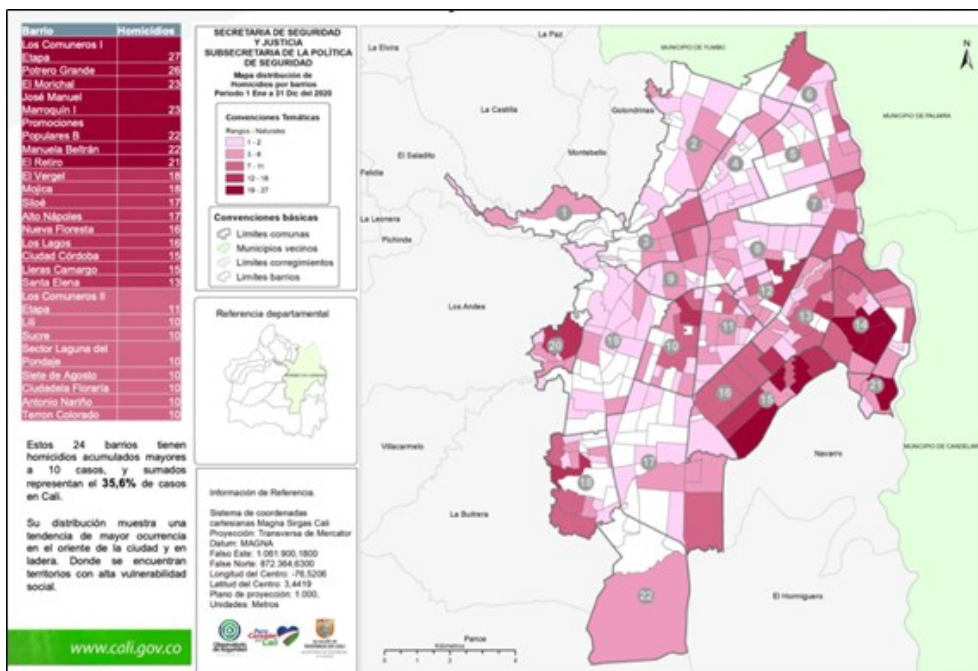 Barrio Homicidios
Los Comuneros I
Etapa 27
Potrero Grande 26
El Morichal 23
José Manuel
Marroquín I 23
Promociones
Populares B 22
Manuela Beltrán 22
El Retiro 21
El Vergel 18
Mojica 18
Siloé 17
Alto Nápoles 17
Nueva Floresta 16
Los Lagos 16
Ciudad Córdoba 15
Lleras Camargo 15
Santa Elena 13
Los Comuneros II
Etapa 11
Lili 10
Sucre 10
Sector Laguna del
Pondaje 10
Siete de Agosto 10
Ciudadela Floraria 10
Antonio Nariño 10
Terron Colorado 10
Estos 24 barrios tienen
homicidios acumulados mayores
a 10 casos, y sumados
representan el 35,6% de casos
en Cali.
Su distribución muestra una
tendencia de mayor ocurrencia
en el oriente de la ciudad y en
ladera. Donde se encuentran
territorios con alta vulnerabilidad
social.
www.cali.gov.co
SECRETARIA DE SEGURIDAD
Y JUSTICIA
SUBSECRETARIA DE LA POLÍTICA
DE SEGURIDAD
Mapa distribución de
Homicidios por barrios
Periodo 1 Ene a 31 Dic del 2020
Convenciones Temáticas
Rangos - Naturales
1 - 2
3 - 6
7 - 11
12 - 18
19 - 27
Convenciones básicas
Límites comunas
Municipios vecinos
Límites corregimientos
Límites barrios
Referencia departamental
Información de Referencia.
Sistema de coordenadas
cartesianas Magna Sirgas Cali
Proyección: Transversa de Mercator
Datum: MAGNA
Falso Este: 1.061.900,1800
False Norte: 872.364,6300
Longitud del Centro: -76,5206
Latitud del Centro: 3,4419
Plano de proyección: 1.000,
Unidades: Metros
La Elvira
La Paz
MUNICIPIO DE YUMBO
N
La Castilla
Golondrinas
MUNICIPIO DE PALMIRA
El Saladito
Montebello
Felidia
La Leonera
Pichinde
Los Andes
Villacarmelo
Navarro
La Buitrera
El Hormiguero
Pance
Kilómetros
0 1 2 4
1
2
3
4
5
6
7
8
9
10
11
12
13
14
15
16
17
18
19
20
21
22